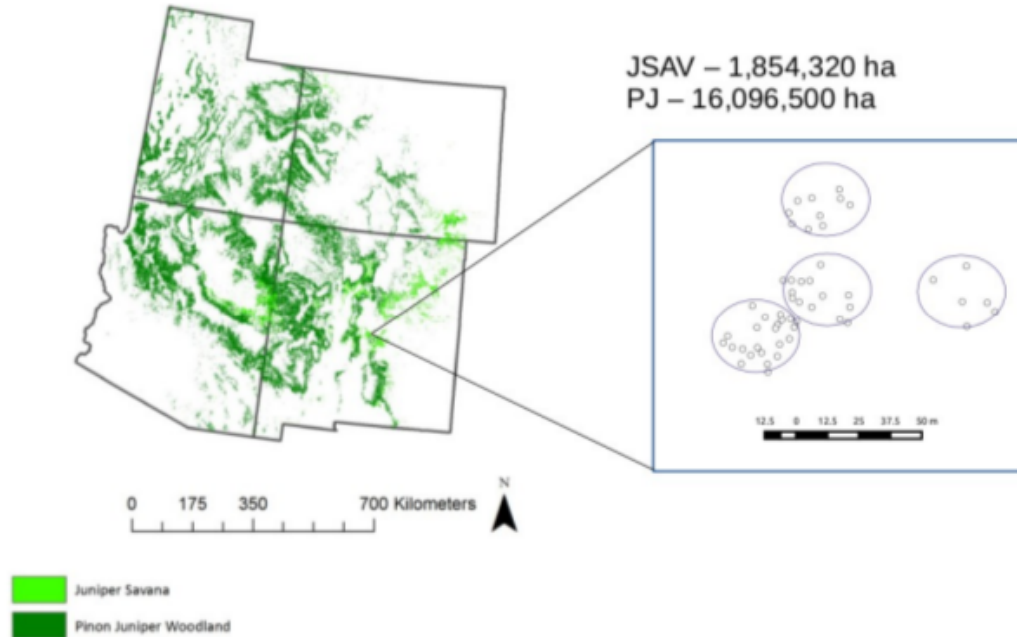 JSAV – 1,854,320 ha
PJ – 16,096,500 ha
12.5 0 12.5 25 37.5 50 m
N
0 175 350 700 Kilometers
Juniper Savana
Pinon Juniper Woodland